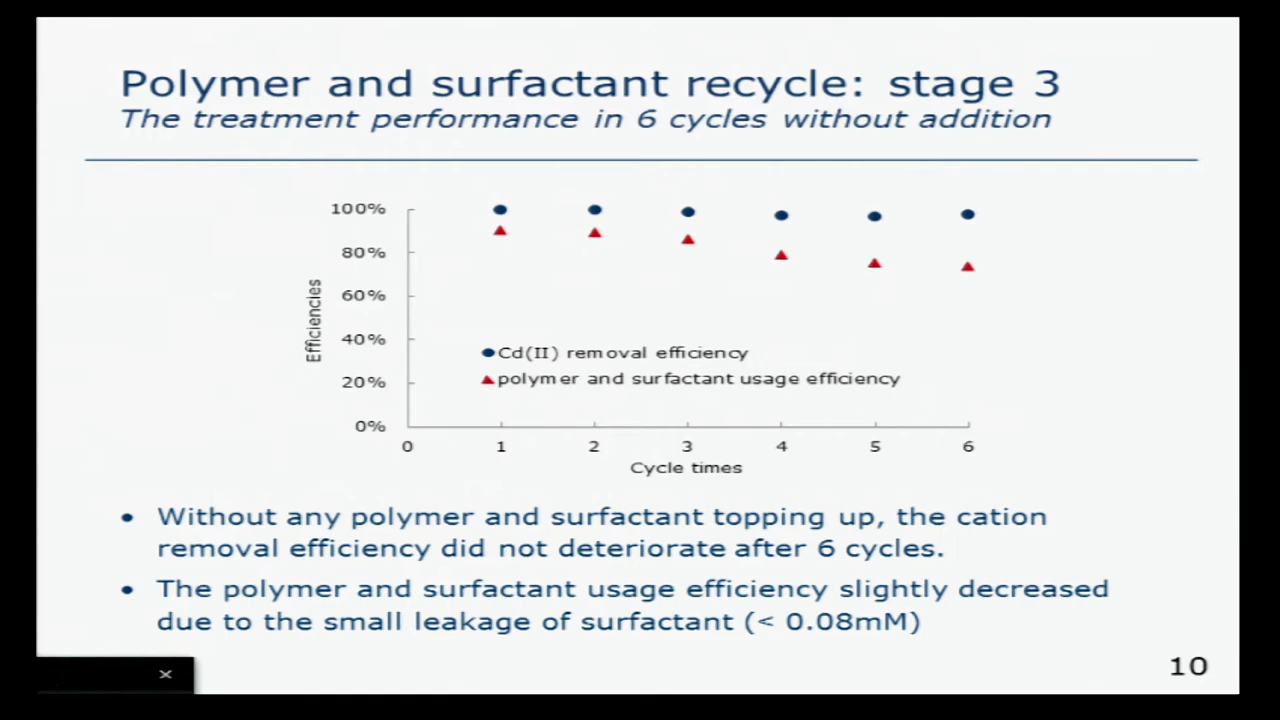 Polymer and surfactant recycle: stage 3
The treatment performance in 6 cycles without addition
100%
80%
60%
40%
20%
0%
Efficiencies
Cd(II) removal efficiency
polymer and surfactant usage efficiency
0 1 2 3 4 5 6
Cycle times
• Without any polymer and surfactant topping up, the cation
removal efficiency did not deteriorate after 6 cycles.
• The polymer and surfactant usage efficiency slightly decreased
due to the small leakage of surfactant (< 0.08mM)
10